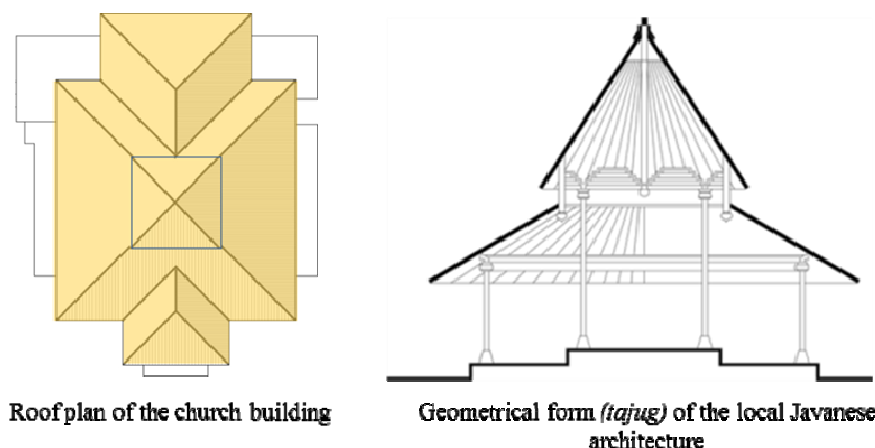 Roof plan of the church building
Geometrical form (tajug) of the local Javanese
architecture